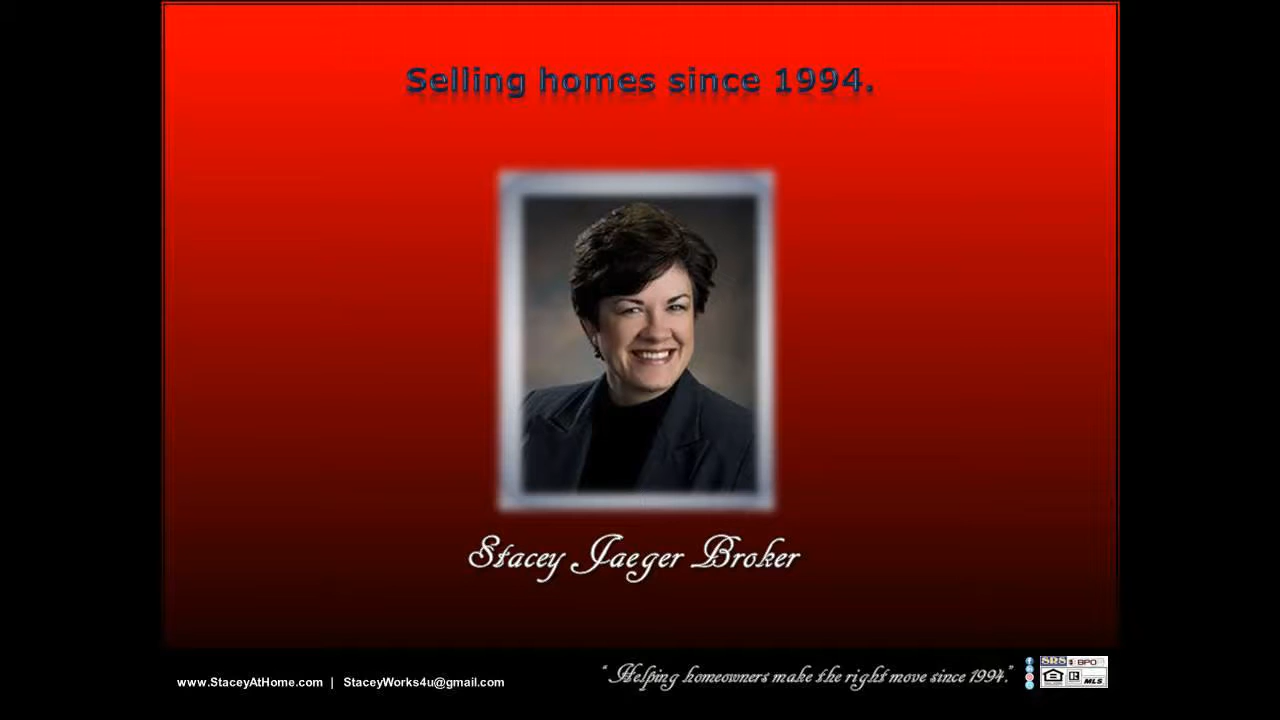 Selling homes since 1994.
Stacey Jaeger Broker
www.StaceyAtHome.com | StaceyWorks4u@gmail.com
“Helping homeowners make the right move since 1994.”
SRS BPO
MLS